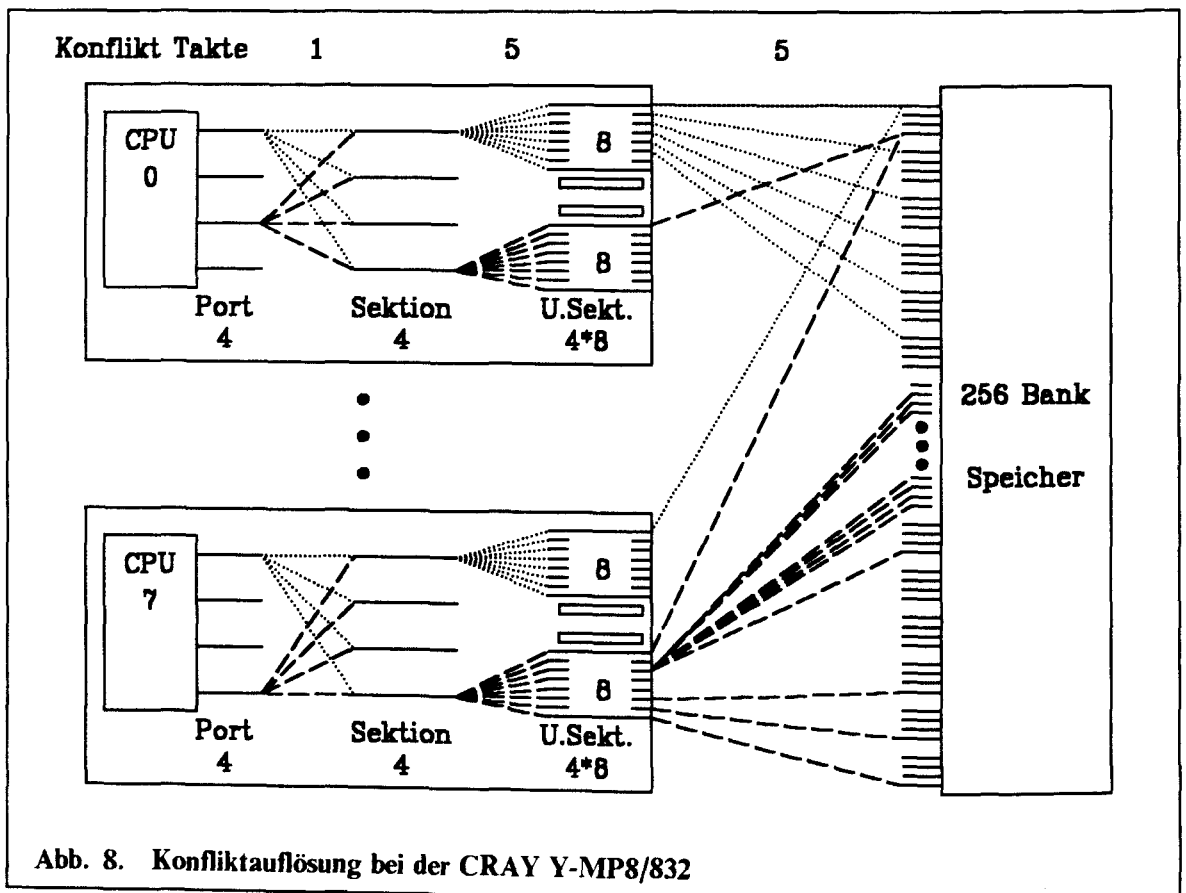 Konflikt Takte 1 5 5
CPU
0
8
8
Port Sektion U.Sekt.
4 4 4*8
256 Bank
Speicher
CPU
7
8
8
Port Sektion U.Sekt.
4 4 4*8
Abb. 8. Konfliktauflösung bei der CRAY Y-MP8/832